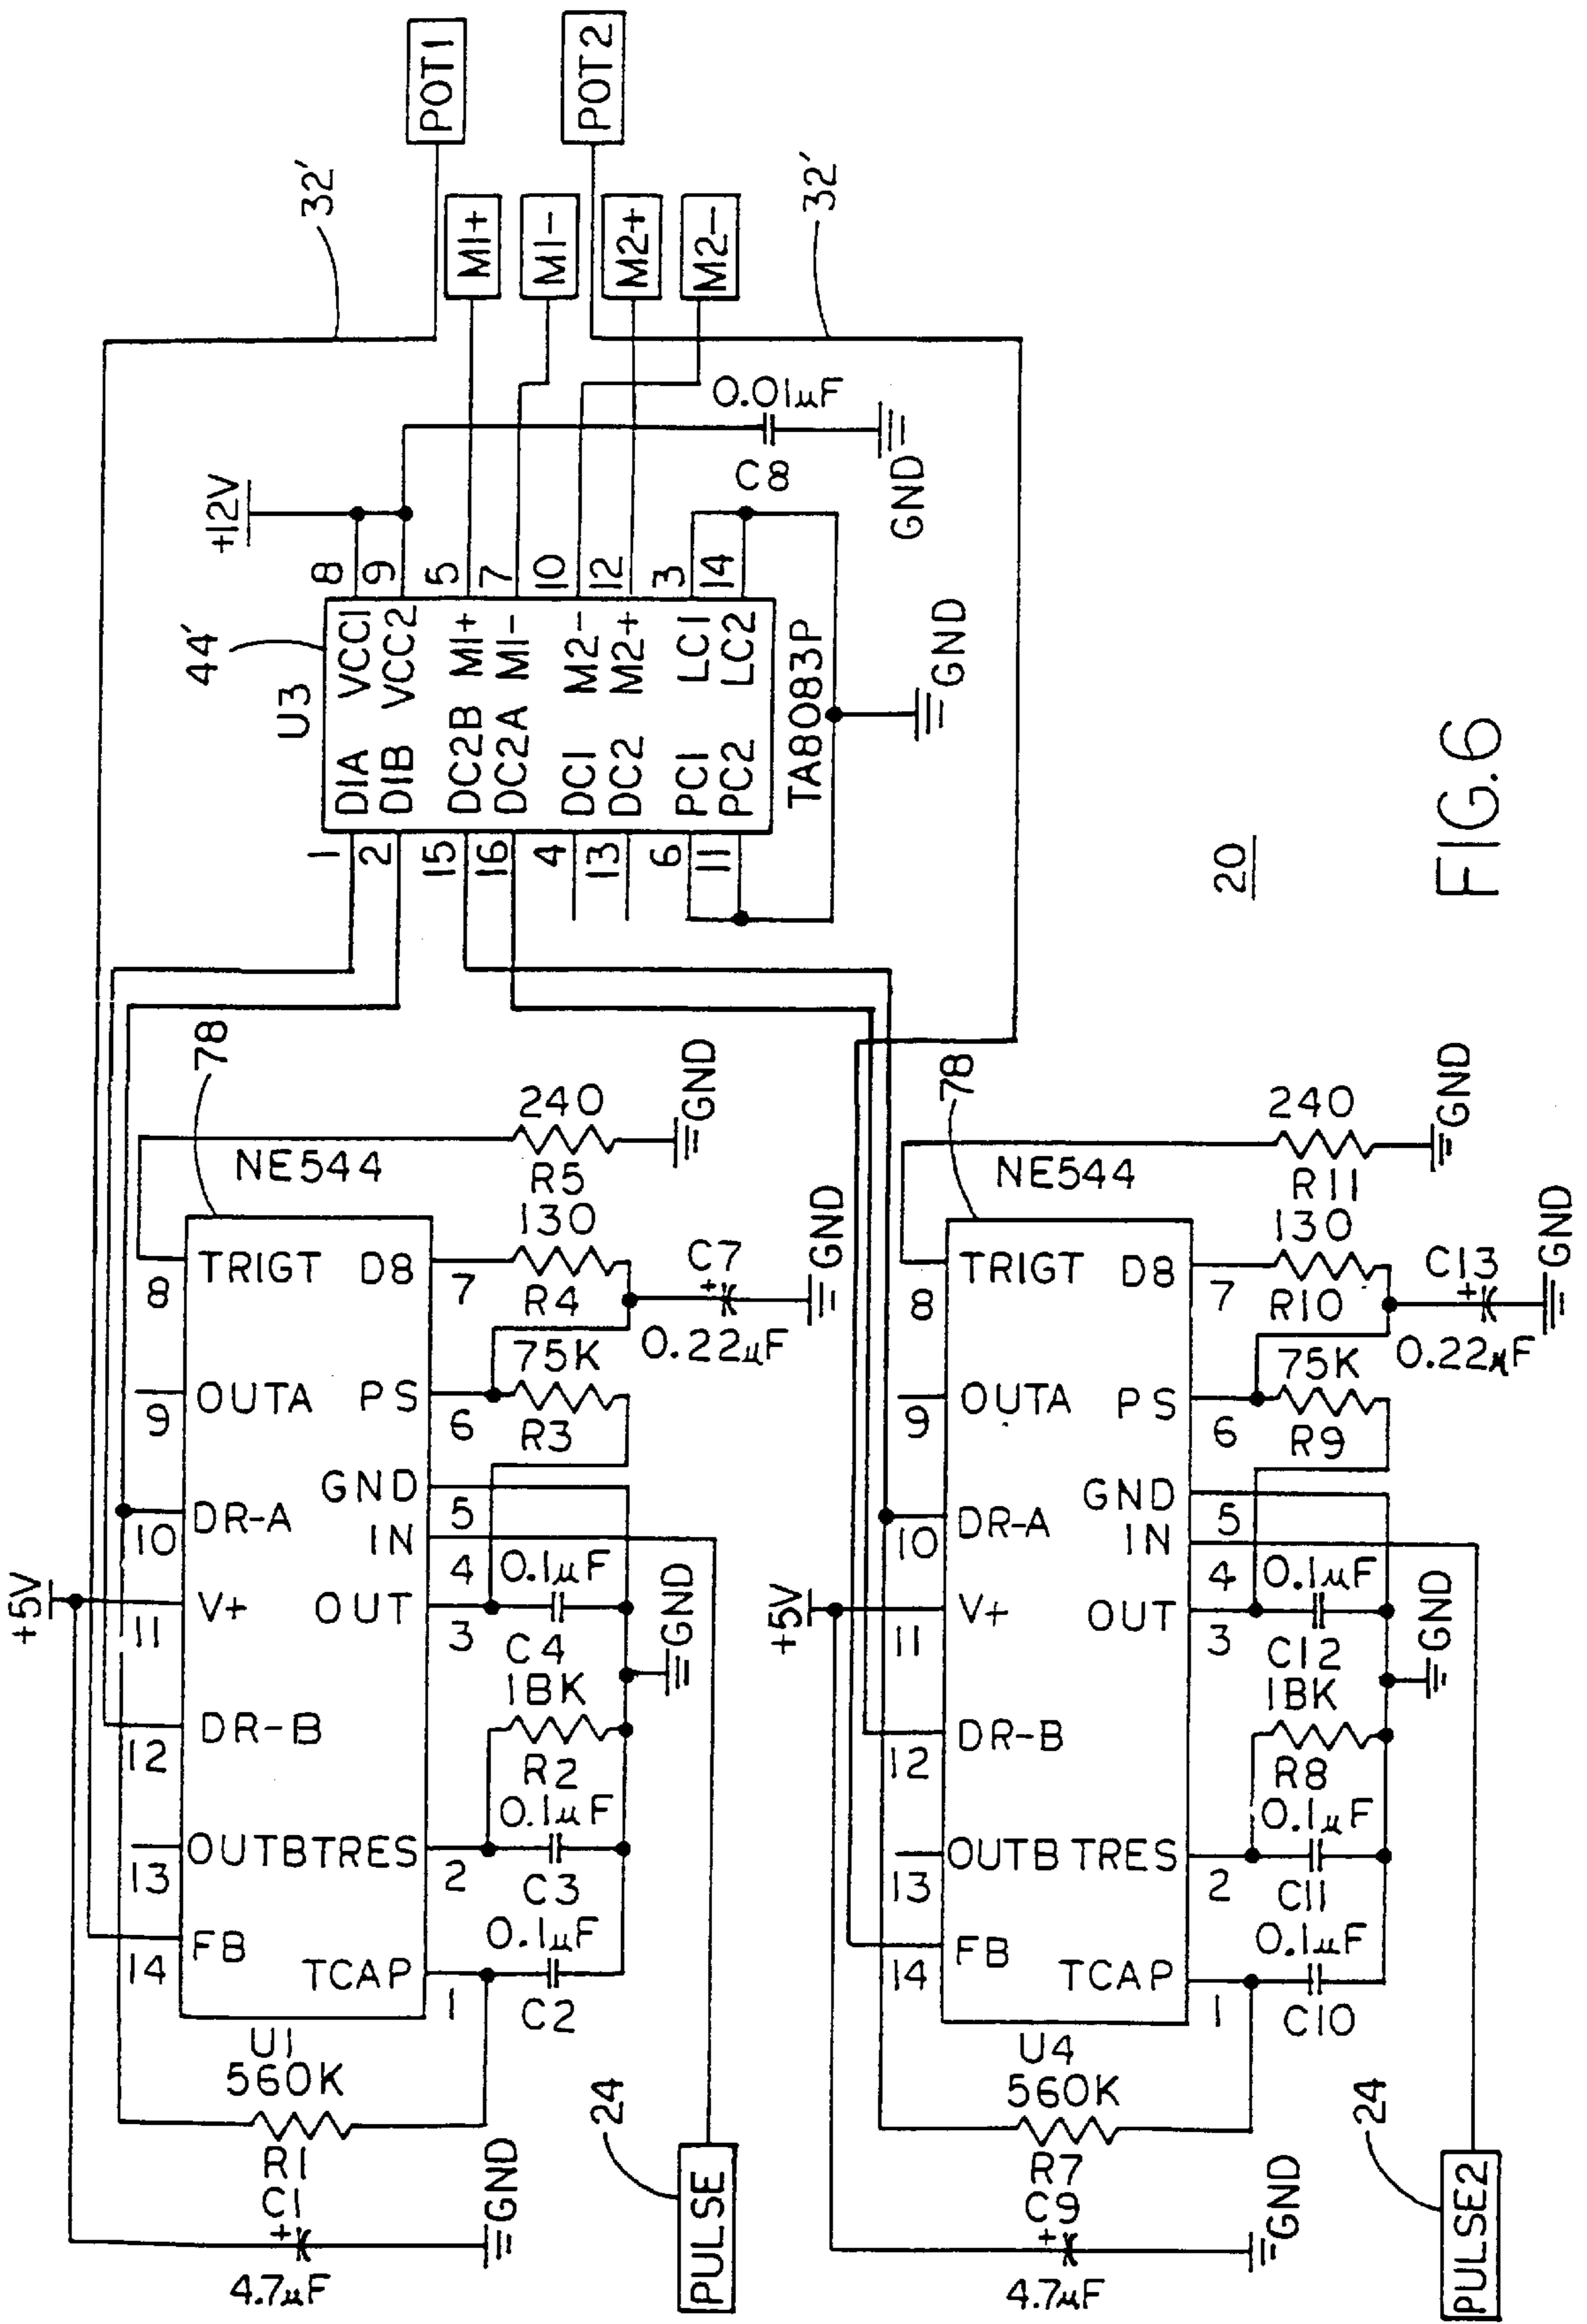 POT1
POT2
32'
M1+
M1-
M2+
M2-
32'
0.01µF
C8
GND
+12V
8
9
5
7
10
12
3
14
44'
U3
DIA VCC1
DIB VCC2
DC2B M1+
DC2A M1-
DC1 M2-
DC2 M2+
PC1 LC1
PC2 LC2
TA8083P
GND
1
2
15
16
4
13
6
11
78
NE544
240
R5
GND
TRIGT D8
8
7
130
R4
C7
+
0.22µF
GND
OUTA PS
9
6
75K
R3
GND
5
DR-A
10
IN
4
+5V
V+
11
OUT
3
0.1µF
C4
GND
DR-B
12
18K
R2
OUTB TRES
13
2
0.1µF
C3
FB
14
TCAP
1
0.1µF
C2
U1
560K
R1
C1
+
4.7µF
GND
24
PULSE
78
NE544
240
R11
GND
TRIGT D8
8
7
130
R10
C13
+
0.22µF
GND
OUTA PS
9
6
75K
R9
GND
5
DR-A
10
IN
4
+5V
V+
11
OUT
3
0.1µF
C12
GND
DR-B
12
18K
R8
OUTB TRES
13
2
0.1µF
C11
FB
14
TCAP
1
0.1µF
C10
U4
560K
R7
C9
+
4.7µF
GND
24
PULSE2
20
FIG.6